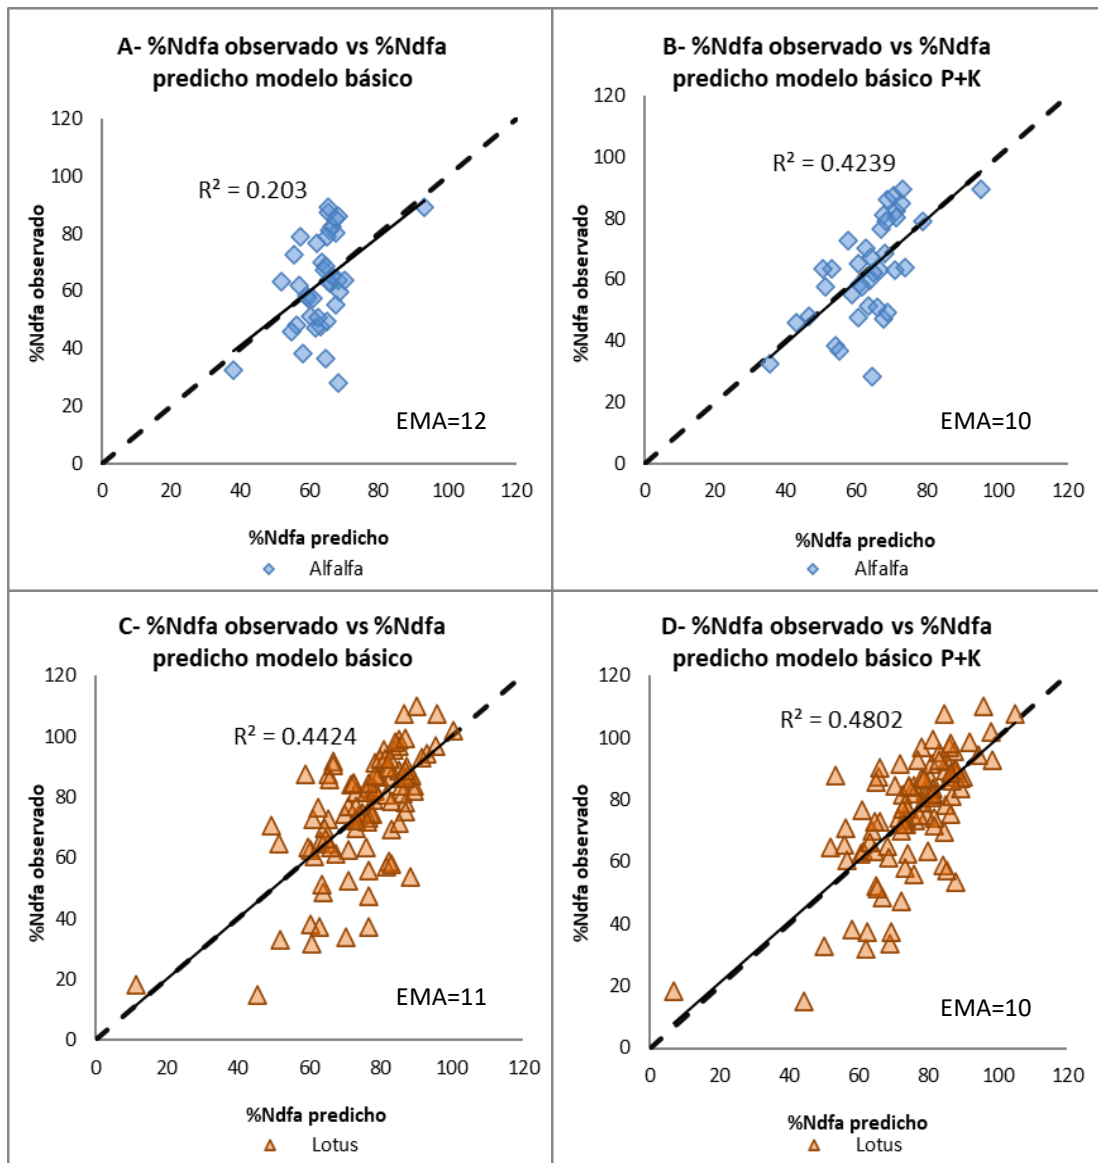 A- %Ndfa observado vs %Ndfa
predicho modelo básico
120
100
80
60
40
20
0
%Ndfa observado
R² = 0.203
EMA=12
0 20 40 60 80 100 120
%Ndfa predicho
Alfalfa
B- %Ndfa observado vs %Ndfa
predicho modelo básico P+K
120
100
80
60
40
20
0
%Ndfa observado
R² = 0.4239
EMA=10
0 20 40 60 80 100 120
%Ndfa predicho
Alfalfa
C- %Ndfa observado vs %Ndfa
predicho modelo básico
120
100
80
60
40
20
0
%Ndfa observado
R² = 0.4424
EMA=11
0 20 40 60 80 100 120
%Ndfa predicho
Lotus
D- %Ndfa observado vs %Ndfa
predicho modelo básico P+K
120
100
80
60
40
20
0
%Ndfa observado
R² = 0.4802
EMA=10
0 20 40 60 80 100 120
%Ndfa predicho
Lotus